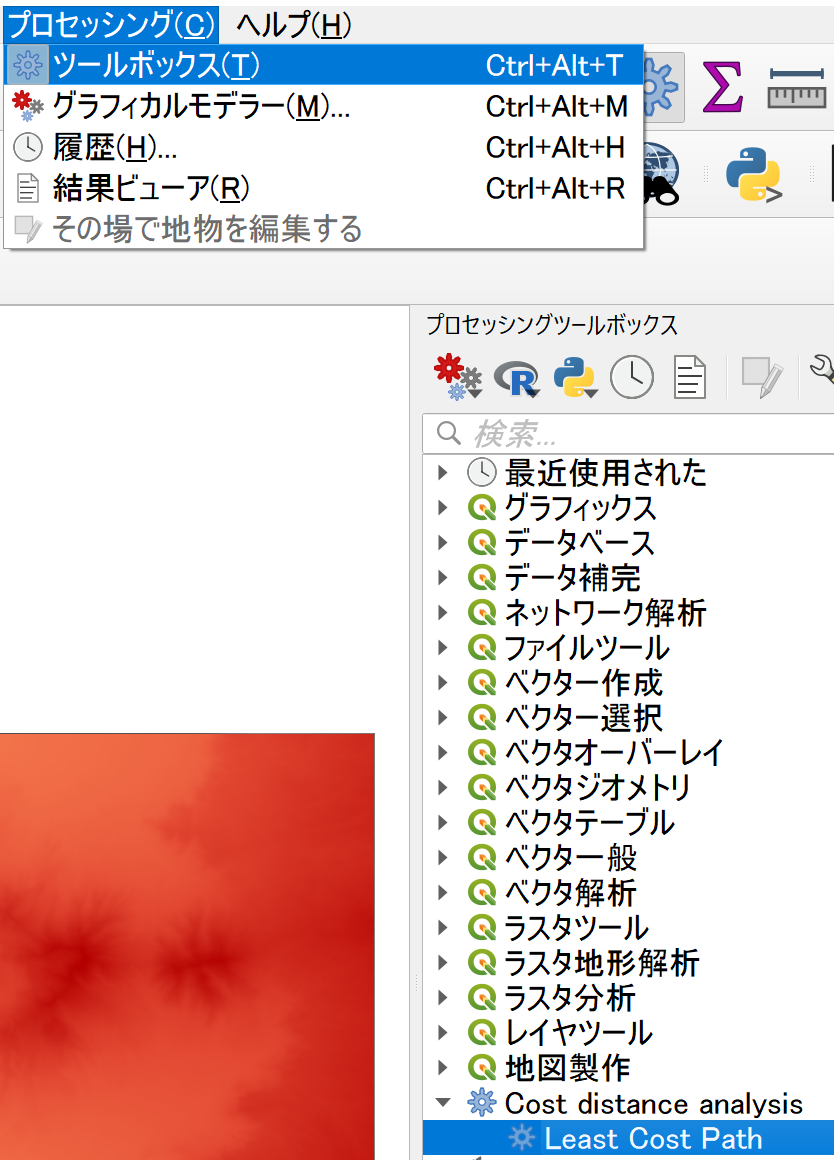 プロセッシング(C) ヘルプ(H)
ツールボックス(T) Ctrl+Alt+T
グラフィカルモデラー(M)... Ctrl+Alt+M
履歴(H)... Ctrl+Alt+H
結果ビューア(R) Ctrl+Alt+R
その場で地物を編集する
プロセッシングツールボックス
検索...
最近使用された
グラフィックス
データベース
データ補完
ネットワーク解析
ファイルツール
ベクター作成
ベクター選択
ベクタオーバーレイ
ベクタジオメトリ
ベクタテーブル
ベクター般
ベクタ解析
ラスタツール
ラスタ地形解析
ラスタ分析
レイヤツール
地図製作
Cost distance analysis
Least Cost Path